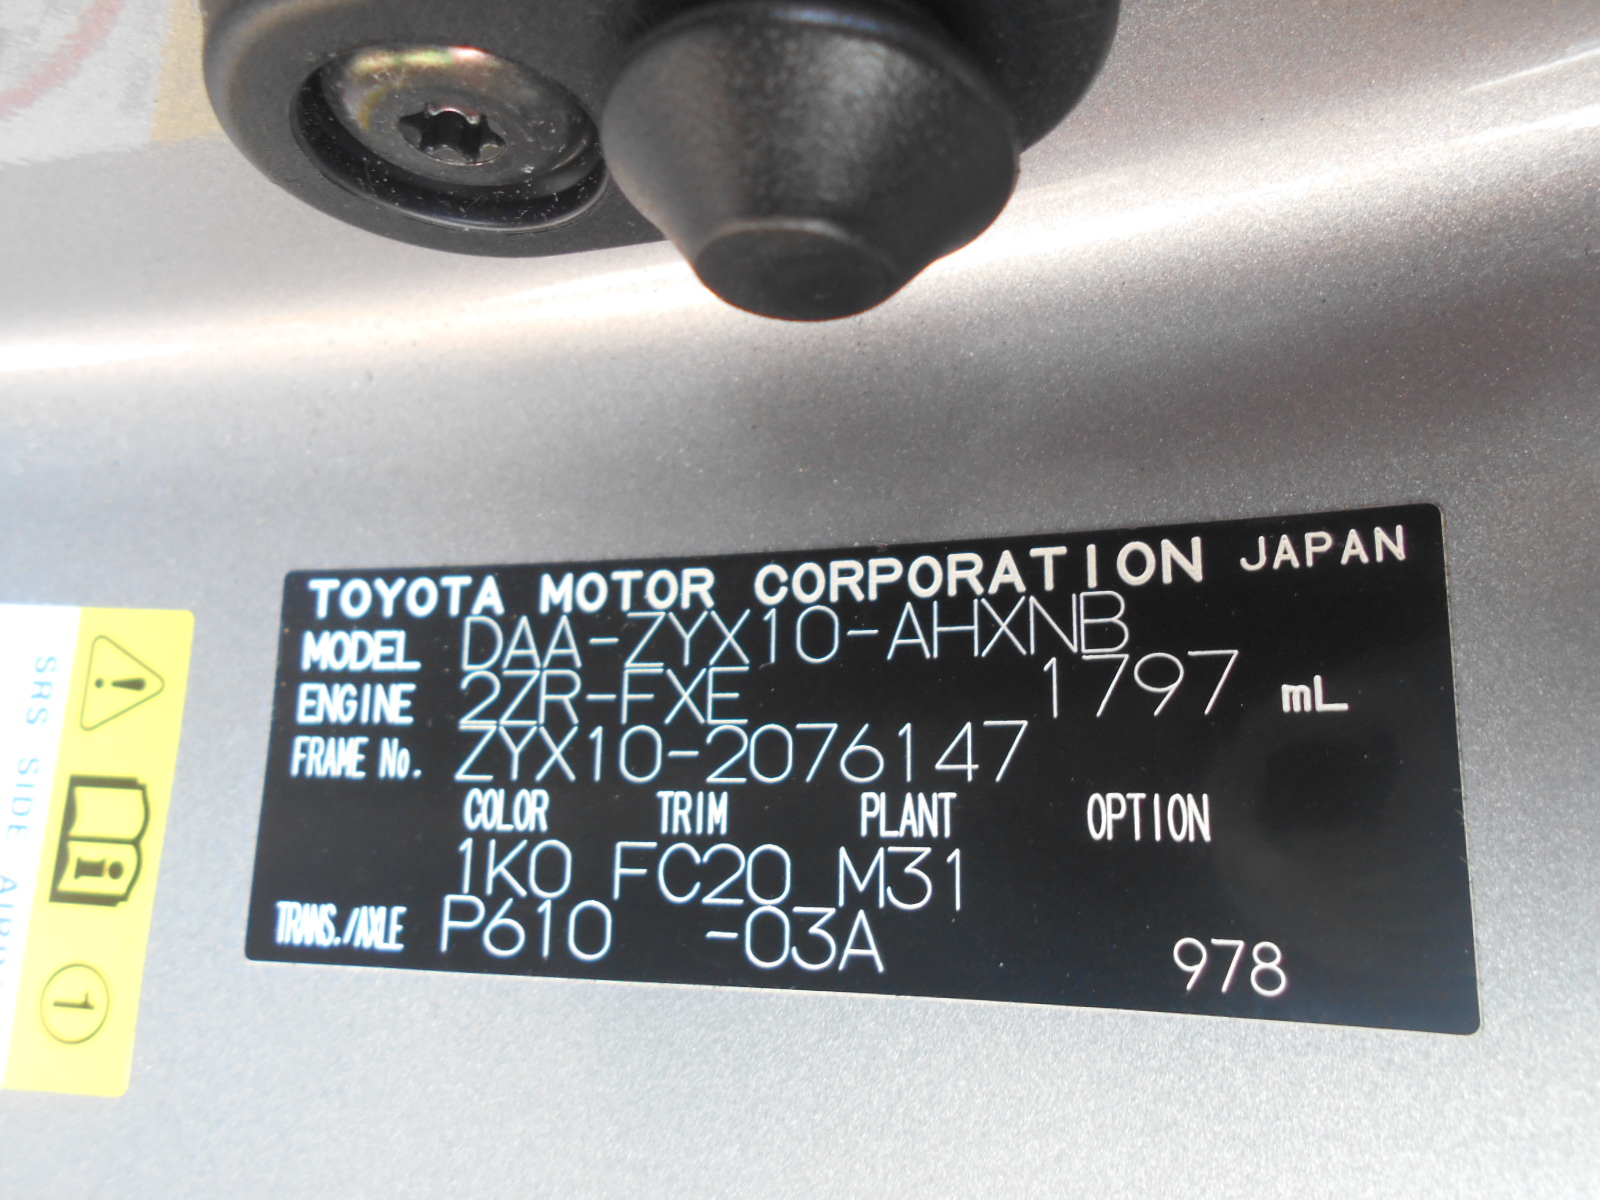 TOYOTA MOTOR CORPORATION JAPAN
MODEL DAA-ZYX10-AHXNB
ENGINE 2ZR-FXE 1797 mL
FRAME No. ZYX10-2076147
COLOR TRIM PLANT OPTION
1K0 FC20 M31
TRANS./AXLE P610 -03A 978
SRS SIDE
1